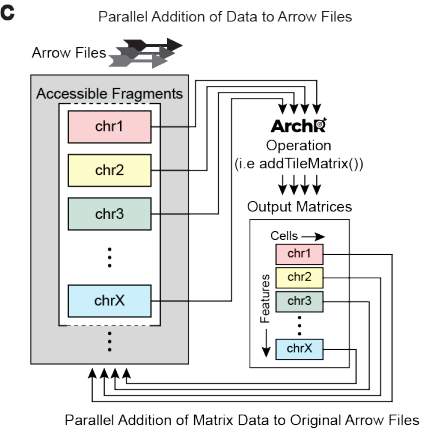 C
Parallel Addition of Data to Arrow Files
Arrow Files
Accessible Fragments
chr1
chr2
chr3
chrX
ArchR
Operation
(i.e addTileMatrix())
Output Matrices
Cells
Features
chr1
chr2
chr3
chrX
Parallel Addition of Matrix Data to Original Arrow Files